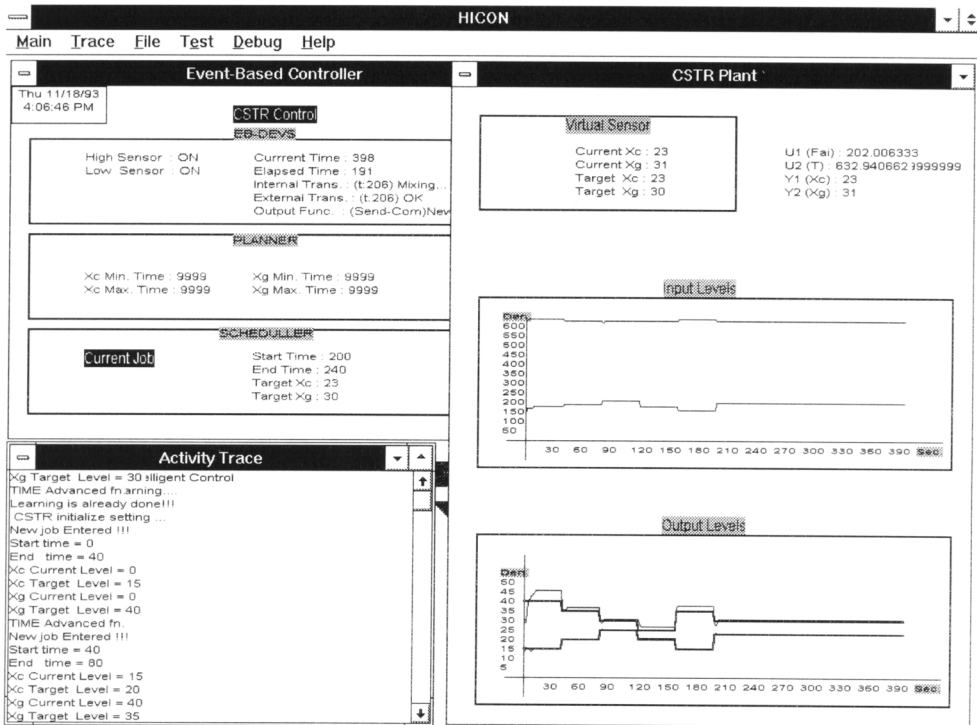 HICON
Main Trace File Test Debug Help
Event-Based Controller
Thu 11/18/93
4:06:46 PM
CSTR Control
EB-DEVS
High Sensor : ON
Low Sensor : ON
Currrent Time : 398
Elapsed Time : 191
Internal Trans. : (t:206) Mixing...
External Trans. : (t:206) OK
Output Func. : (Send-Com)New
PLANNER
Xc Min. Time : 9999
Xc Max. Time : 9999
Xg Min. Time : 9999
Xg Max. Time : 9999
SCHEDULLER
Current Job
Start Time : 200
End Time : 240
Target Xc : 23
Target Xg : 30
Activity Trace
Xg Target Level = 30 elligent Control
TIME Advanced fn.arning....
Learning is already done!!!
CSTR initialize setting ...
New job Entered !!!
Start time = 0
End time = 40
Xc Current Level = 0
Xc Target Level = 15
Xg Current Level = 0
Xg Target Level = 40
TIME Advanced fn.
New job Entered !!!
Start time = 40
End time = 80
Xc Current Level = 15
Xc Target Level = 20
Xg Current Level = 40
Xg Target Level = 35
CSTR Plant
Virtual Sensor
Current Xc : 23
Current Xg : 31
Target Xc : 23
Target Xg : 30
U1 (Fai) : 202.006333
U2 (T) : 632.940662 9999999
Y1 (Xc) : 23
Y2 (Xg) : 31
Input Levels
Den
600
550
500
450
400
350
300
250
200
150
100
50
30 60 90 120 150 180 210 240 270 300 330 360 390 Sec
Output Levels
Den
50
45
40
35
30
25
20
15
10
5
30 60 90 120 150 180 210 240 270 300 330 360 390 Sec